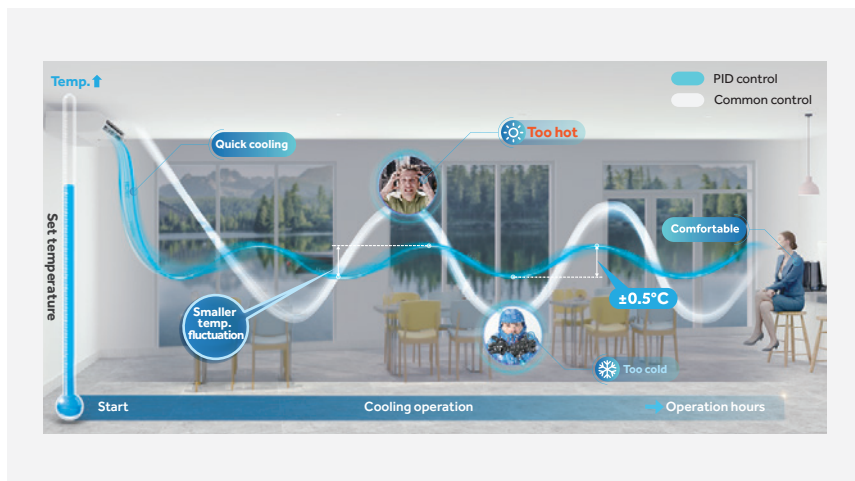 Temp.
PID control
Common control
Quick cooling
Too hot
Set temperature
Comfortable
±0.5°C
Smaller
temp.
fluctuation
Too cold
Start
Cooling operation
Operation hours